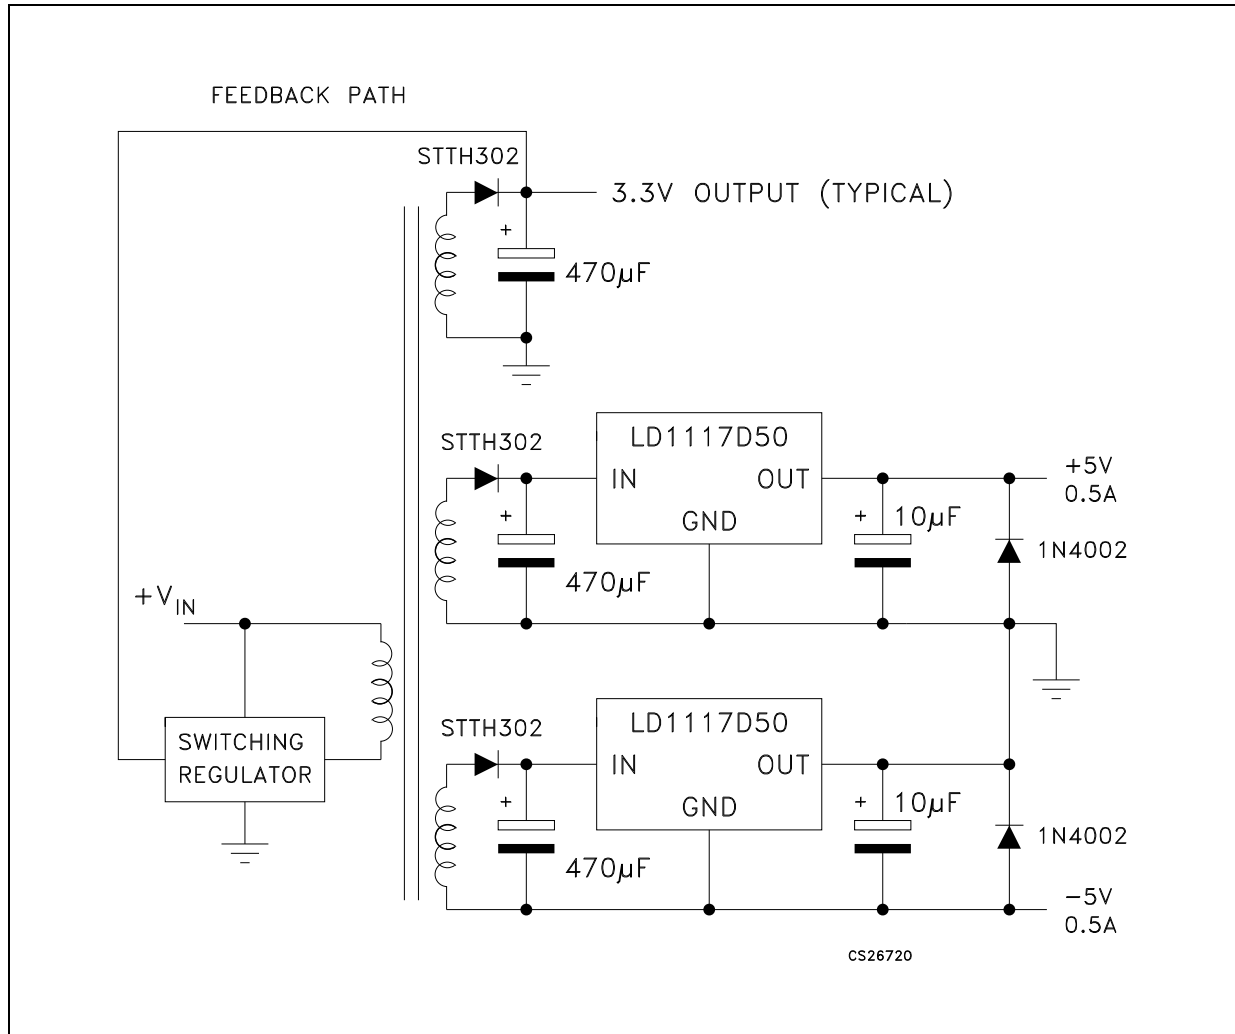 FEEDBACK PATH
STTH302
3.3V OUTPUT (TYPICAL)
+
470µF
STTH302
LD1117D50
IN
OUT
GND
+
470µF
+
10µF
+5V
0.5A
1N4002
+VIN
SWITCHING
REGULATOR
STTH302
LD1117D50
IN
OUT
GND
+
470µF
+
10µF
1N4002
−5V
0.5A
CS26720